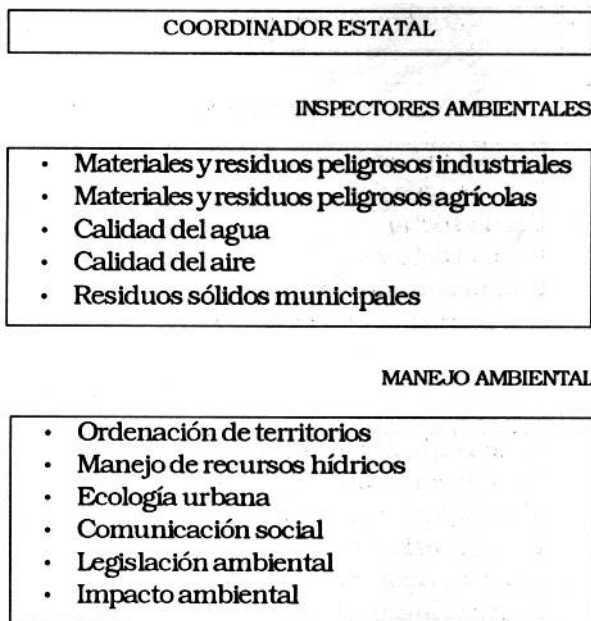 COORDINADOR ESTATAL
INSPECTORES AMBIENTALES
· Materiales y residuos peligrosos industriales
· Materiales y residuos peligrosos agrícolas
· Calidad del agua
· Calidad del aire
· Residuos sólidos municipales
MANEJO AMBIENTAL
· Ordenación de territorios
· Manejo de recursos hídricos
· Ecología urbana
· Comunicación social
· Legislación ambiental
· Impacto ambiental